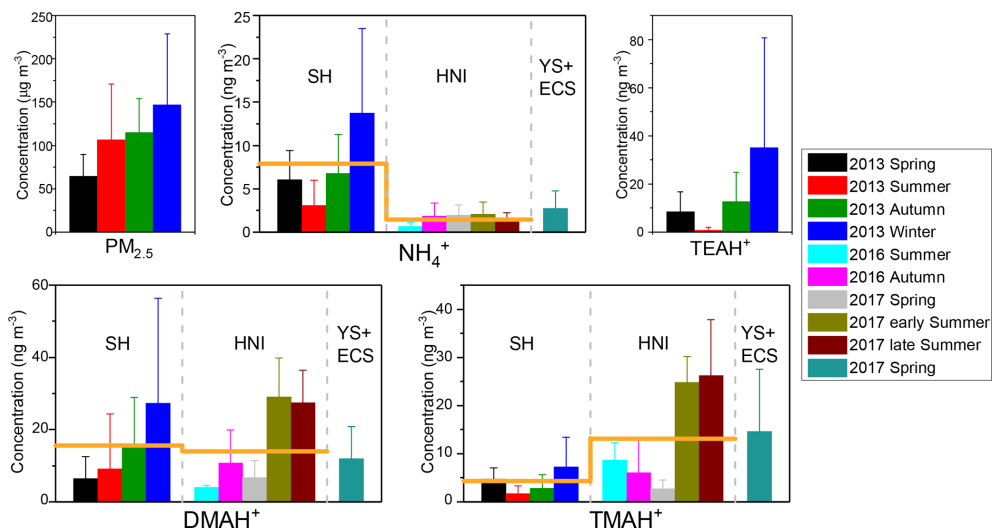 Concentration (µg m-3)
250
200
150
100
50
0
PM2.5
Concentration (ng m-3)
25
20
15
10
5
0
SH
HNI
YS+
ECS
NH4+
Concentration (ng m-3)
80
60
40
20
0
TEAH+
2013 Spring
2013 Summer
2013 Autumn
2013 Winter
2016 Summer
2016 Autumn
2017 Spring
2017 early Summer
2017 late Summer
2017 Spring
Concentration (ng m-3)
60
40
20
0
SH
HNI
YS+
ECS
DMAH+
Concentration (ng m-3)
40
30
20
10
0
SH
HNI
YS+
ECS
TMAH+